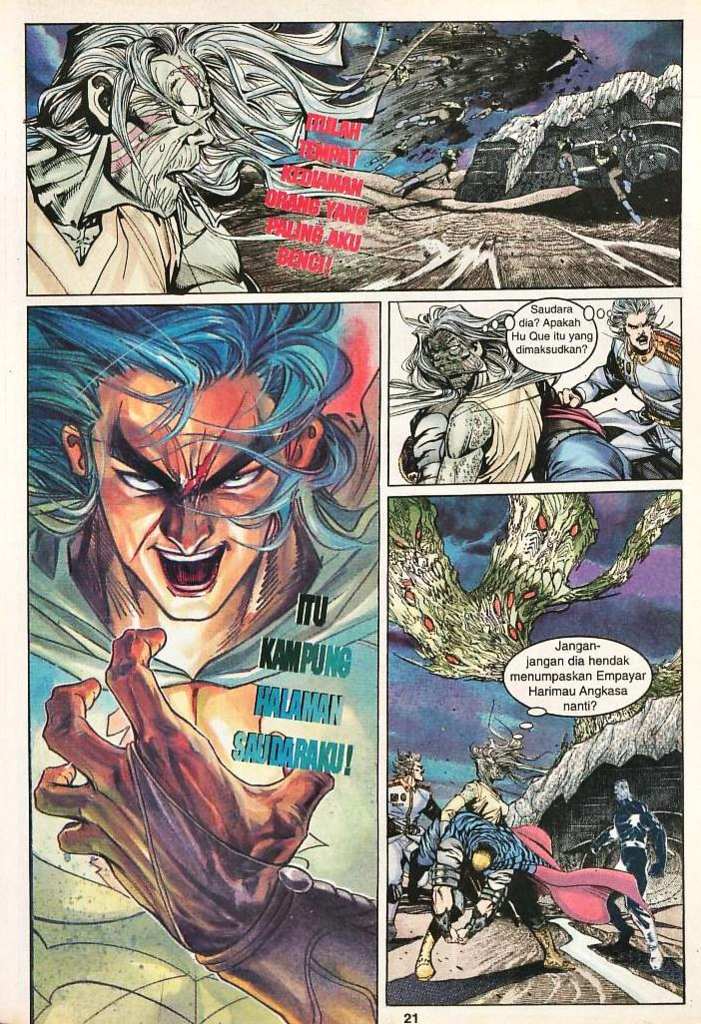 ITULAH
TEMPAT
KEDIAMAN
ORANG YANG
PALING AKU
BENCI!
ITU
KAMPUNG
HALAMAN
SAUDARAKU!
Saudara
dia? Apakah
Hu Que itu yang
dimaksudkan?
Jangan-
jangan dia hendak
menumpaskan Empayar
Harimau Angkasa
nanti?
21